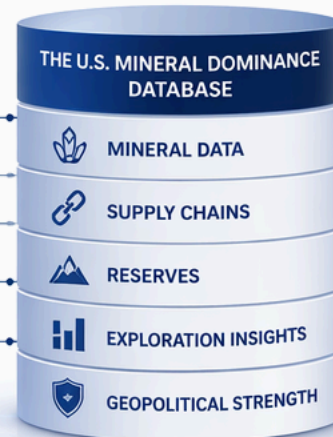 THE U.S. MINERAL DOMINANCE
DATABASE
MINERAL DATA
SUPPLY CHAINS
RESERVES
EXPLORATION INSIGHTS
GEOPOLITICAL STRENGTH